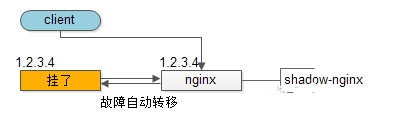 client
1.2.3.4
1.2.3.4
挂了
nginx
shadow-nginx
故障自动转移